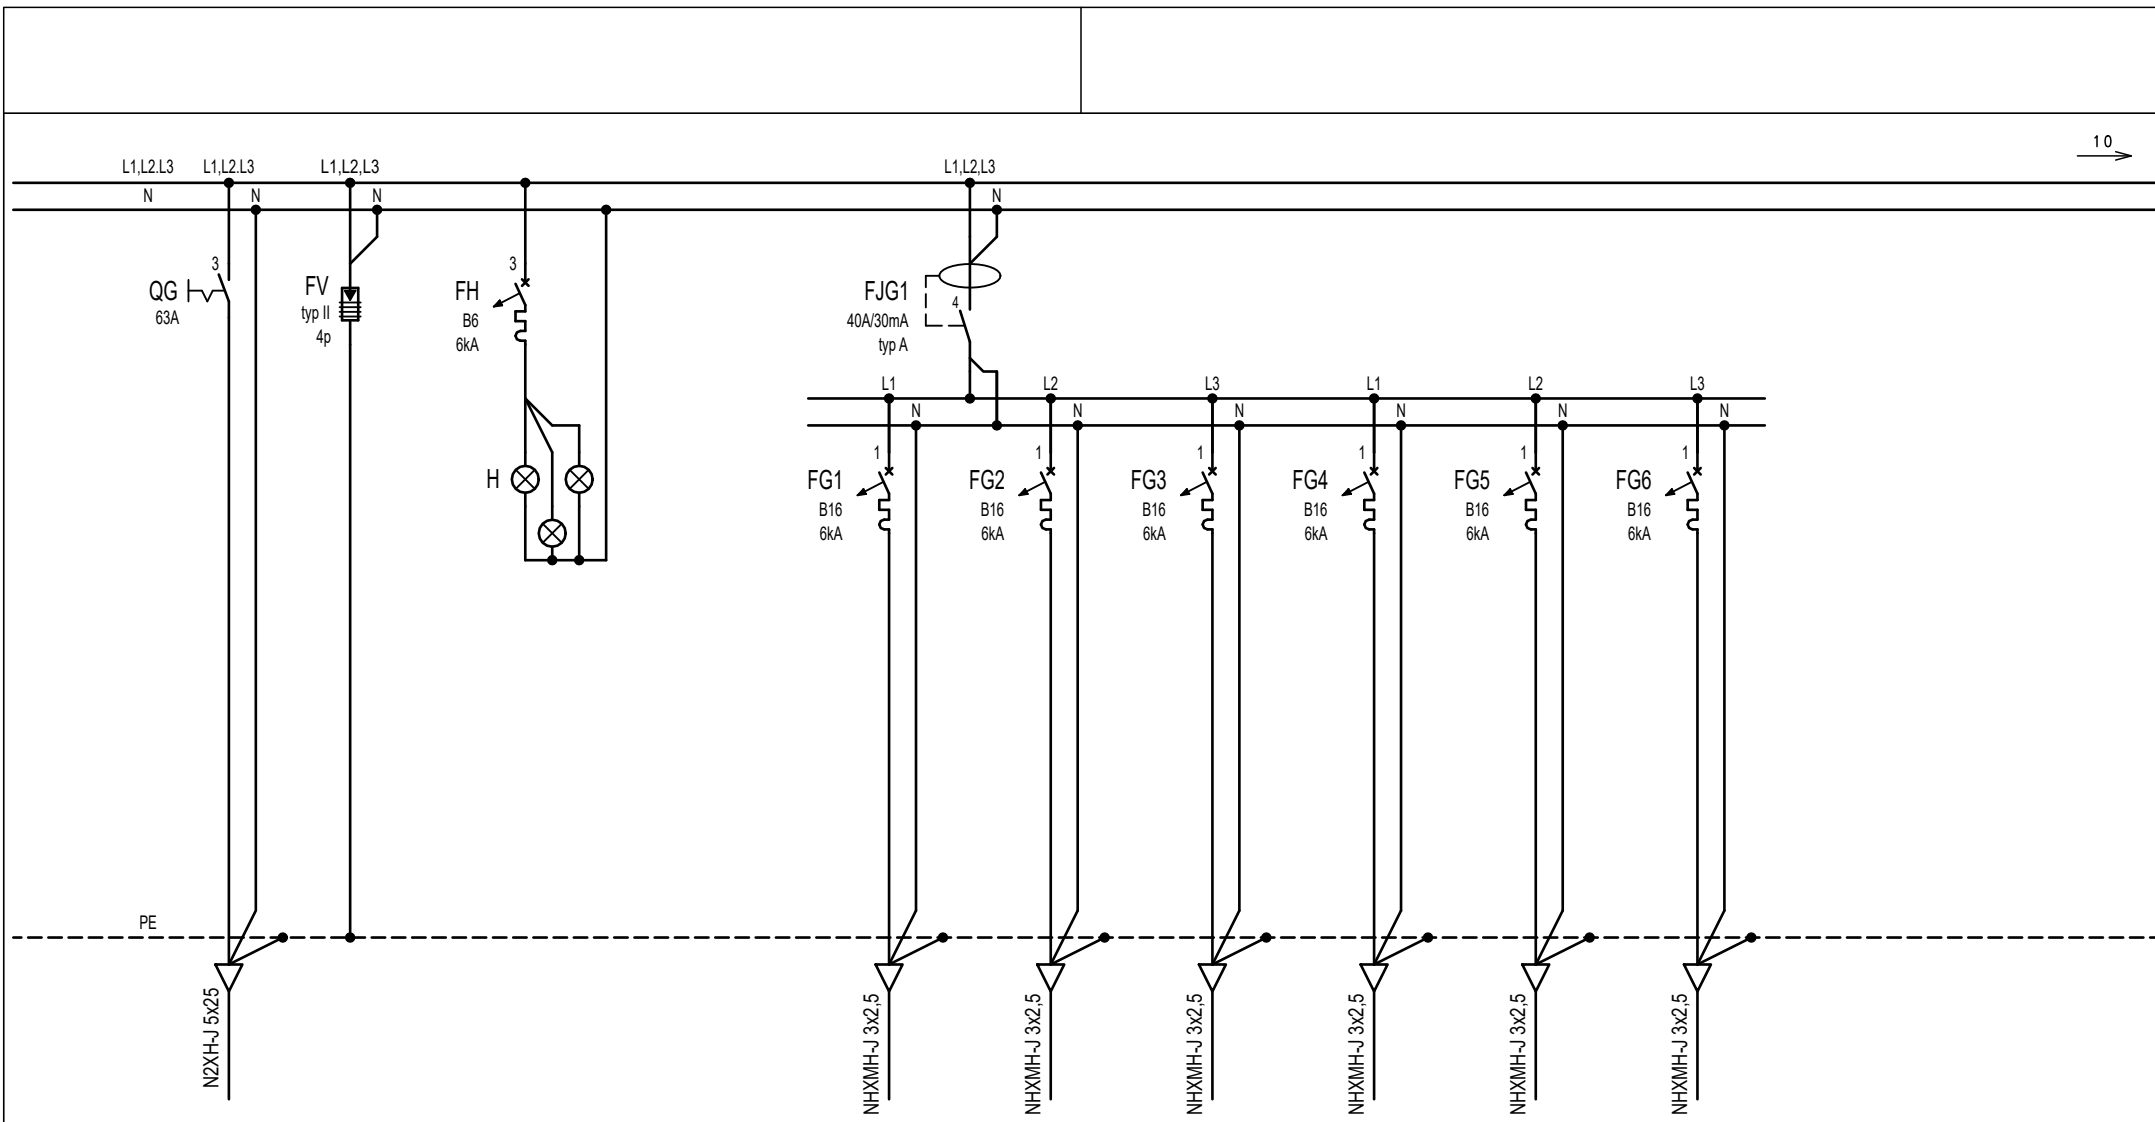 10
L1,L2.L3 L1,L2.L3 L1,L2,L3 L1,L2,L3
N N N N
3
QG
63A
FV
typ II
4p
3
FH
B6
6kA
H
FJG1
40A/30mA
typ A
4
L1 L2 L3 L1 L2 L3
N N N N N N
1 1 1 1 1 1
FG1 FG2 FG3 FG4 FG5 FG6
B16 B16 B16 B16 B16 B16
6kA 6kA 6kA 6kA 6kA 6kA
PE
N2XH-J 5x25
NHXMH-J 3x2,5
NHXMH-J 3x2,5
NHXMH-J 3x2,5
NHXMH-J 3x2,5
NHXMH-J 3x2,5
NHXMH-J 3x2,5